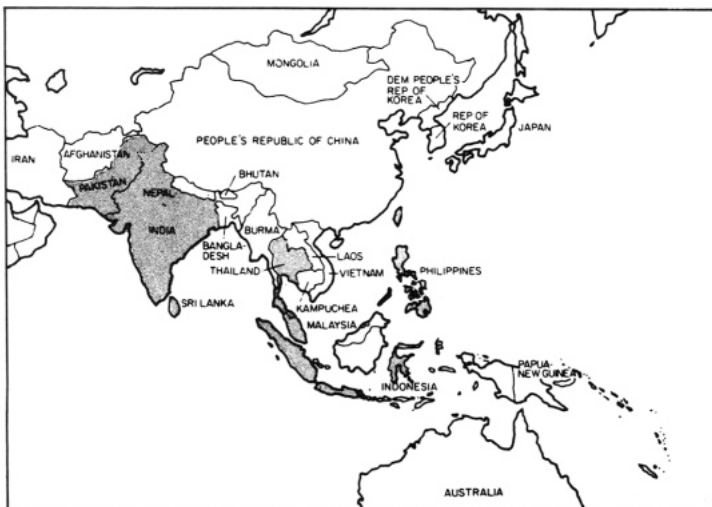 MONGOLIA
DEM PEOPLE'S
REP OF
KOREA
REP OF
KOREA
JAPAN
PEOPLE'S REPUBLIC OF CHINA
IRAN
AFGHANISTAN
PAKISTAN
NEPAL
BHUTAN
INDIA
BURMA
BANGLA-
DESH
LAOS
THAILAND
VIETNAM
PHILIPPINES
KAMPUCHEA
SRI LANKA
MALAYSIA
PAPUA-
NEW GUINEA
INDONESIA
AUSTRALIA